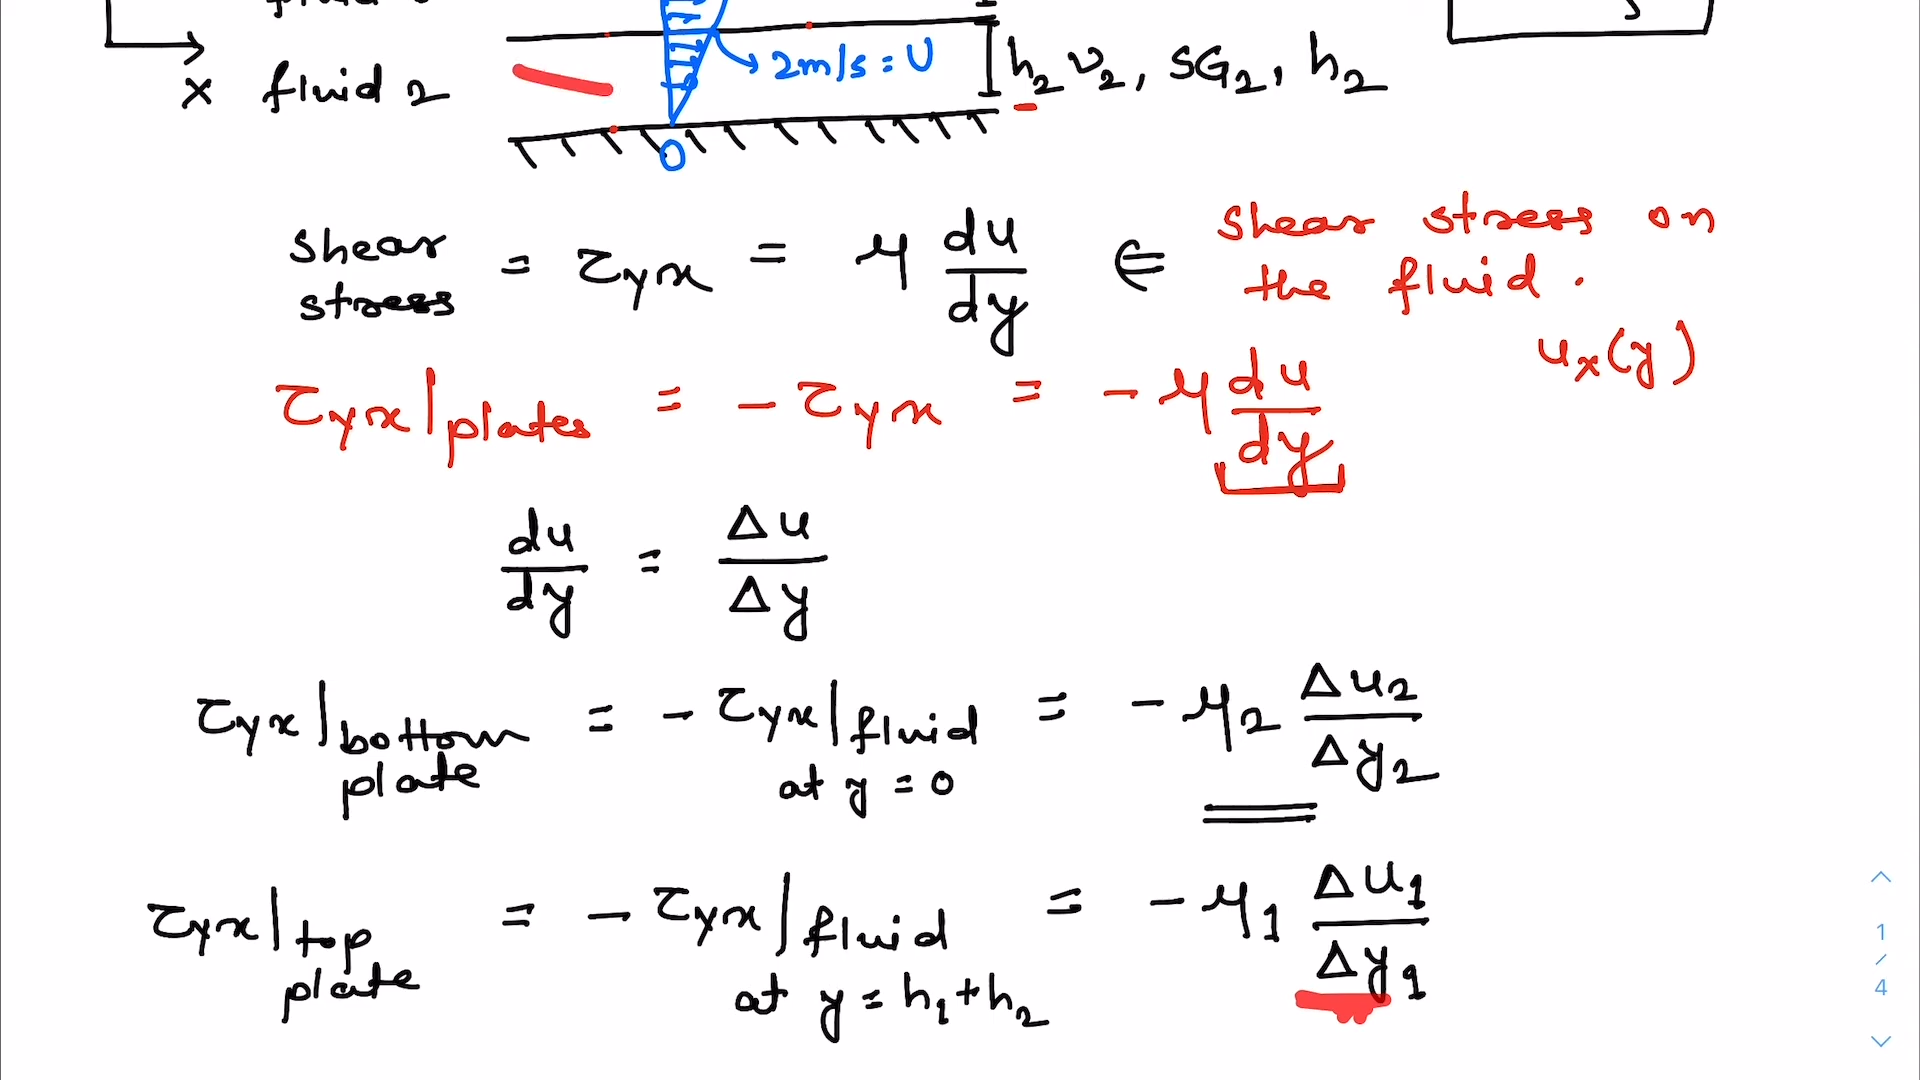 x fluid 2
2m/s = U
h₂ ν₂, SG₂, h₂
0
Shear stress = τyx = μ du/dy ⇐ Shear stress on the fluid.
uₓ(y)
τyx|plates = - τyx = - μ du/dy
du/dy = Δu/Δy
τyx|bottom plate = - τyx|fluid at y = 0 = - μ₂ Δu₂/Δy₂
τyx|top plate = - τyx|fluid at y = h₁+h₂ = - μ₁ Δu₁/Δy₁
1
/
4